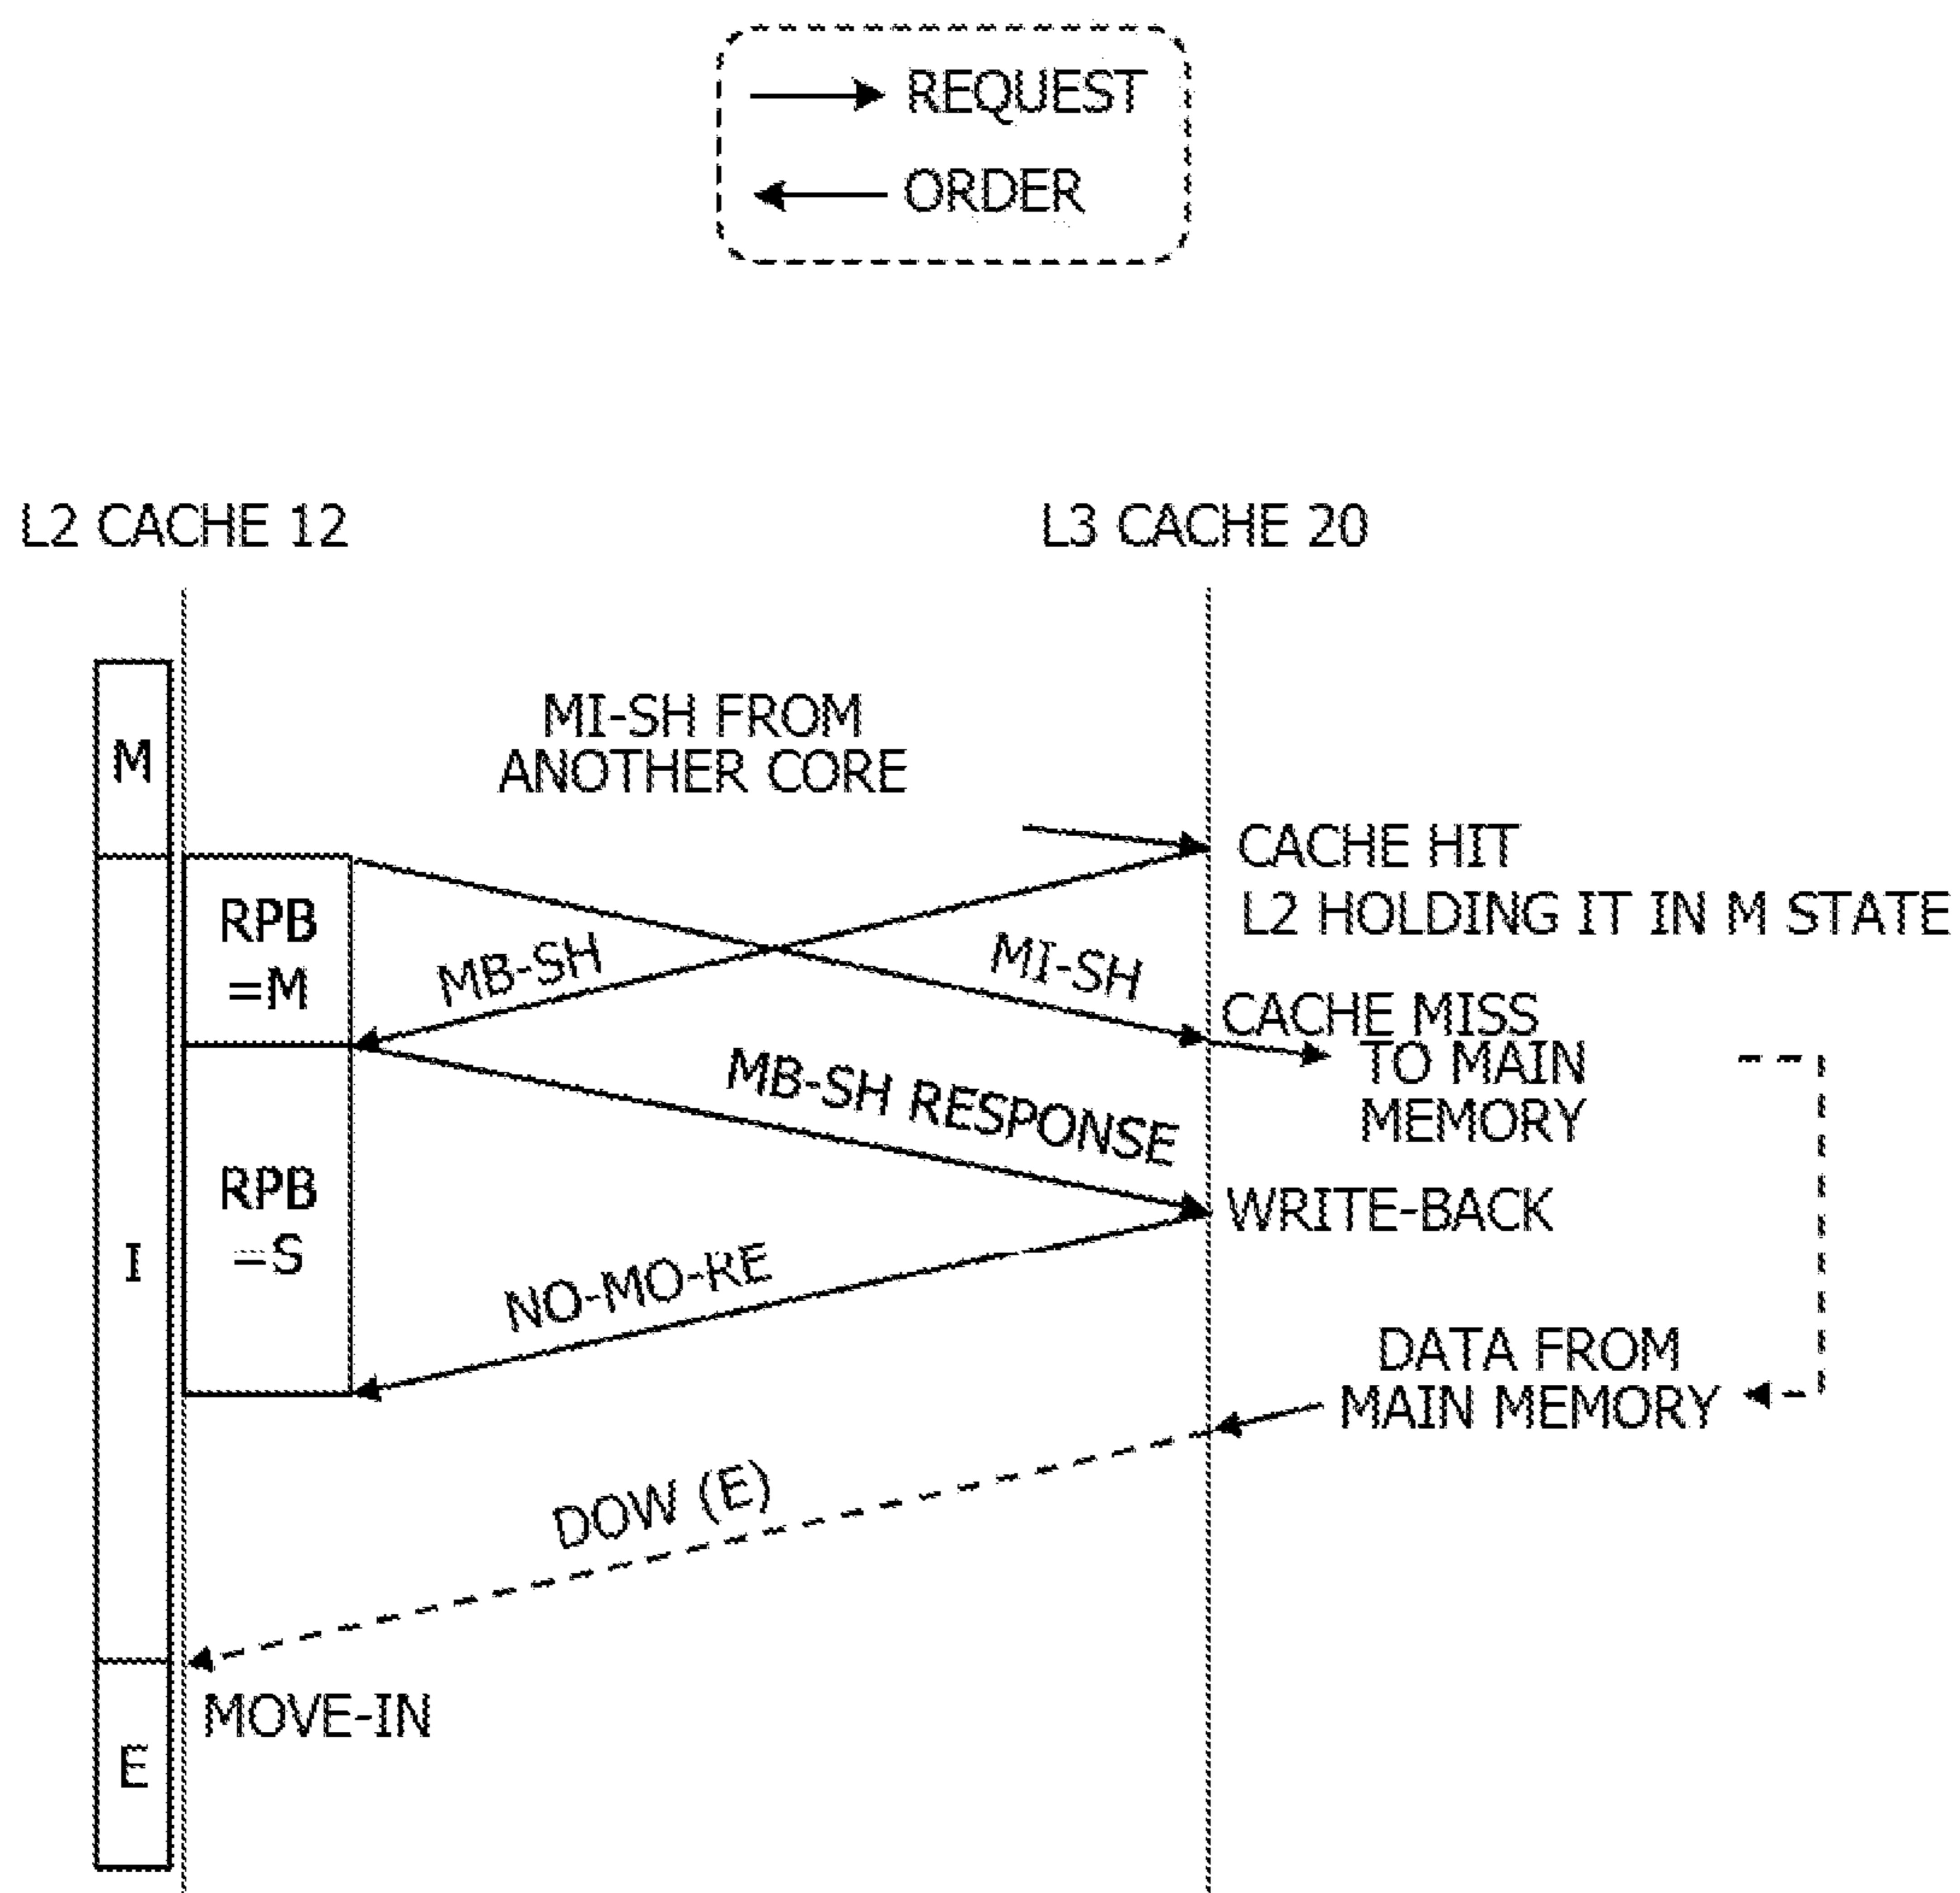 REQUEST
ORDER
L2 CACHE 12
L3 CACHE 20
M
MI-SH FROM
ANOTHER CORE
CACHE HIT
L2 HOLDING IT IN M STATE
RPB
=M
MB-SH
MI-SH
CACHE MISS
TO MAIN
MEMORY
MB-SH RESPONSE
RPB
=S
I
WRITE-BACK
NO-MO-RE
DATA FROM
MAIN MEMORY
DOW (E)
MOVE-IN
E